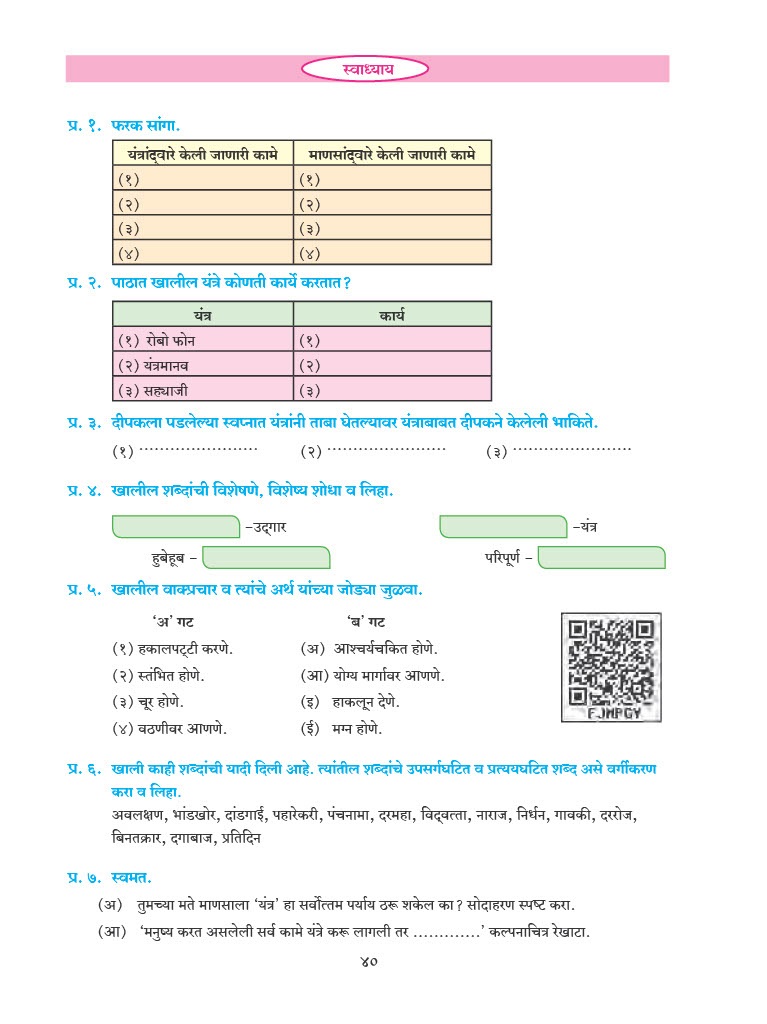 स्वाध्याय
प्र. १. फरक सांगा.
यंत्रांद्‌वारे केली जाणारी कामे माणसांद्‌वारे केली जाणारी कामे
(१) (१)
(२) (२)
(३) (३)
(४) (४)
प्र. २. पाठात खालील यंत्रे कोणती कार्ये करतात?
यंत्र कार्य
(१) रोबो फोन (१)
(२) यंत्रमानव (२)
(३) सह्याजी (३)
प्र. ३. दीपकला पडलेल्या स्वप्नात यंत्रांनी ताबा घेतल्यावर यंत्राबाबत दीपकने केलेली भाकिते.
(१) ...................... (२) ...................... (३) ......................
प्र. ४. खालील शब्दांची विशेषणे, विशेष्य शोधा व लिहा.
–उद्‌गार –यंत्र
हुबेहूब – परिपूर्ण –
प्र. ५. खालील वाक्प्रचार व त्यांचे अर्थ यांच्या जोड्या जुळवा.
‘अ’ गट ‘ब’ गट
(१) हकालपट्‌टी करणे. (अ) आश्चर्यचकित होणे.
(२) स्तंभित होणे. (आ) योग्य मार्गावर आणणे.
(३) चूर होणे. (इ) हाकलून देणे.
(४) वठणीवर आणणे. (ई) मग्न होणे.
FJMPGY
प्र. ६. खाली काही शब्दांची यादी दिली आहे. त्यांतील शब्दांचे उपसर्गघटित व प्रत्ययघटित शब्द असे वर्गीकरण
करा व लिहा.
अवलक्षण, भांडखोर, दांडगाई, पहारेकरी, पंचनामा, दरमहा, विद्‌वत्ता, नाराज, निर्धन, गावकी, दररोज,
बिनतक्रार, दगाबाज, प्रतिदिन
प्र. ७. स्वमत.
(अ) तुमच्या मते माणसाला ‘यंत्र’ हा सर्वोत्तम पर्याय ठरू शकेल का? सोदाहरण स्पष्ट करा.
(आ) ‘मनुष्य करत असलेली सर्व कामे यंत्रे करू लागली तर .............’ कल्पनाचित्र रेखाटा.
४०